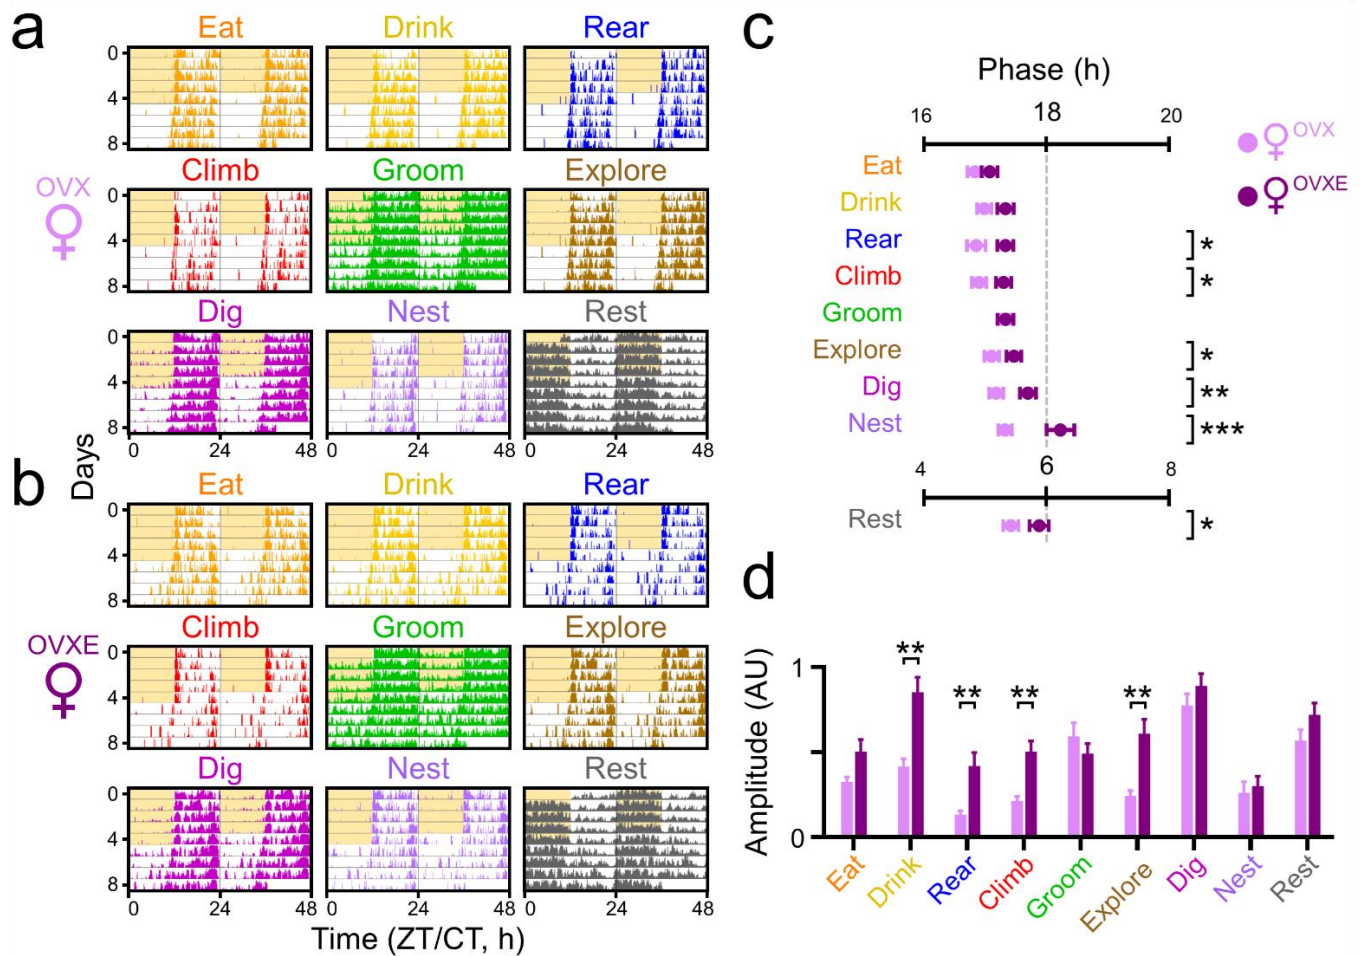 a
Eat Drink Rear
0
4
8
Climb Groom Explore
OVX
♀
0
4
8
Dig Nest Rest
0
4
8
0 24 48 0 24 48 0 24 48
Days
b
Eat Drink Rear
0
4
8
Climb Groom Explore
OVXE
♀
0
4
8
Dig Nest Rest
0
4
8
0 24 48 0 24 48 0 24 48
Time (ZT/CT, h)
c
Phase (h)
16 18 20
♀OVX
♀OVXE
Eat
Drink
Rear *
Climb *
Groom
Explore *
Dig **
Nest ***
4 6 8
Rest *
d
Amplitude (AU)
1
0
** ** ** **
Eat Drink Rear Climb Groom Explore Dig Nest Rest